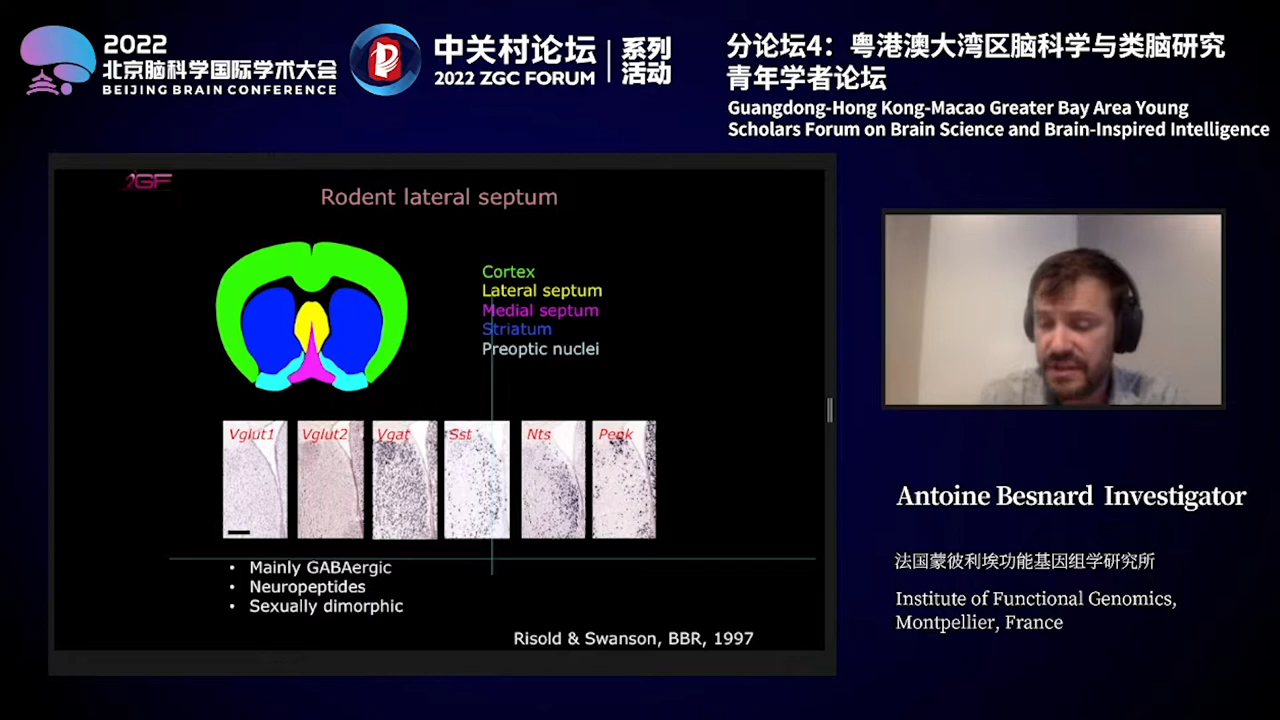 2022
北京脑科学国际学术大会
BEIJING BRAIN CONFERENCE
中关村论坛
2022 ZGC FORUM
系列
活动
分论坛4：粤港澳大湾区脑科学与类脑研究
青年学者论坛
Guangdong-Hong Kong-Macao Greater Bay Area Young
Scholars Forum on Brain Science and Brain-Inspired Intelligence
iGF
Rodent lateral septum
Cortex
Lateral septum
Medial septum
Striatum
Preoptic nuclei
Vglut1 Vglut2 Vgat Sst Nts Penk
• Mainly GABAergic
• Neuropeptides
• Sexually dimorphic
Risold & Swanson, BBR, 1997
Antoine Besnard Investigator
法国蒙彼利埃功能基因组学研究所
Institute of Functional Genomics,
Montpellier, France